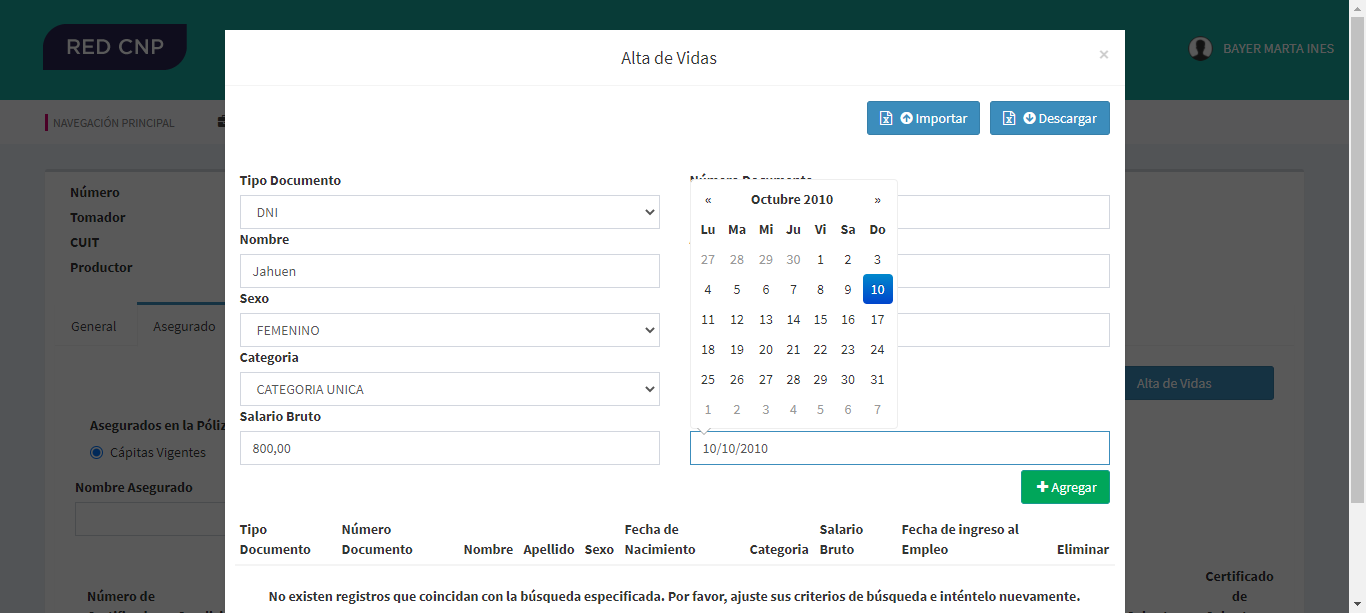 RED CNP
BAYER MARTA INES
NAVEGACIÓN PRINCIPAL
Número
Tomador
CUIT
Productor
General
Asegurado
Alta de Vidas
Asegurados en la Póliz
Cápitas Vigentes
Nombre Asegurado
Número de
Certificado
de
Alta de Vidas
×
Importar
Descargar
Tipo Documento
DNI
Nombre
Jahuen
Sexo
FEMENINO
Categoria
CATEGORIA UNICA
Salario Bruto
800,00
Número Documento
« Octubre 2010 »
Lu Ma Mi Ju Vi Sa Do
27 28 29 30 1 2 3
4 5 6 7 8 9 10
11 12 13 14 15 16 17
18 19 20 21 22 23 24
25 26 27 28 29 30 31
1 2 3 4 5 6 7
10/10/2010
Agregar
Tipo Documento
Número Documento
Nombre
Apellido
Sexo
Fecha de Nacimiento
Categoria
Salario Bruto
Fecha de ingreso al Empleo
Eliminar
No existen registros que coincidan con la búsqueda especificada. Por favor, ajuste sus criterios de búsqueda e inténtelo nuevamente.